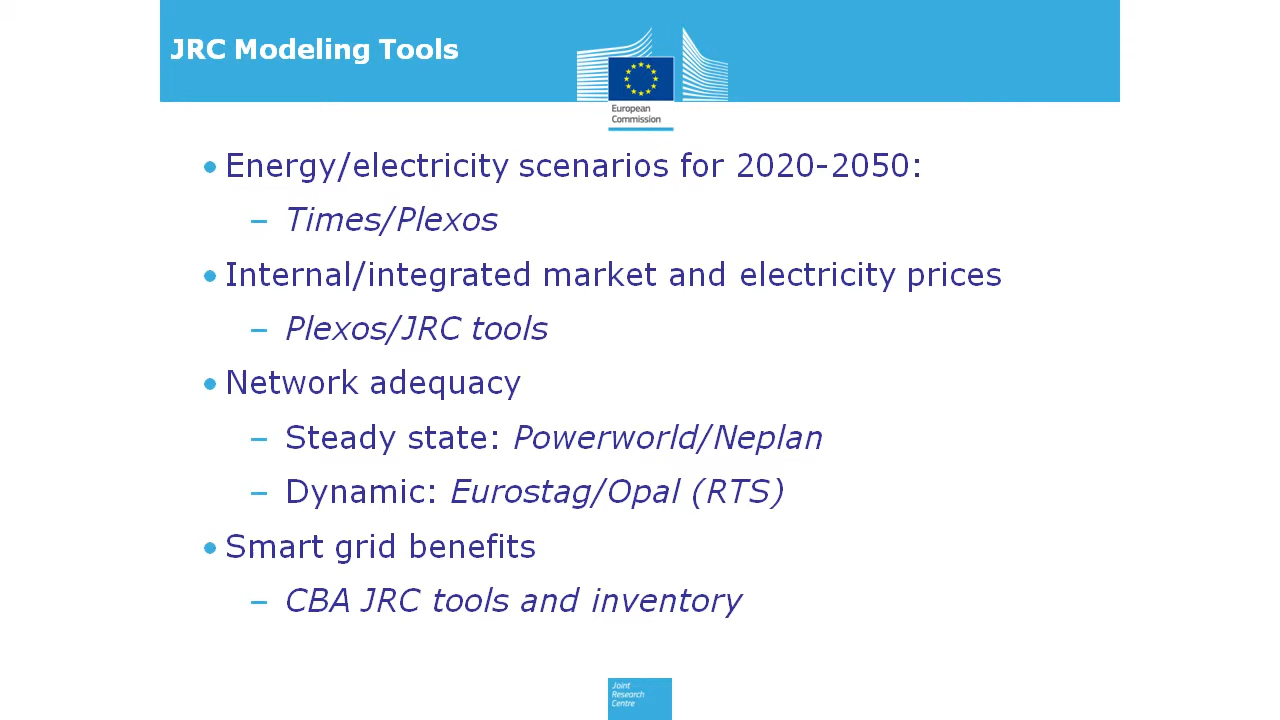 JRC Modeling Tools
European
Commission
• Energy/electricity scenarios for 2020-2050:
– Times/Plexos
• Internal/integrated market and electricity prices
– Plexos/JRC tools
• Network adequacy
– Steady state: Powerworld/Neplan
– Dynamic: Eurostag/Opal (RTS)
• Smart grid benefits
– CBA JRC tools and inventory
Joint
Research
Centre